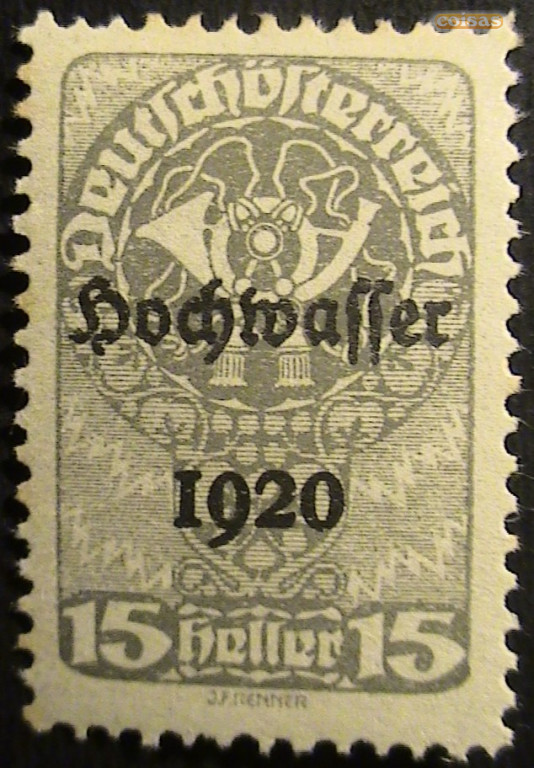 coisas
Deutschösterreich
Hochwasser
1920
15 Heller 15
J.F.RENNER